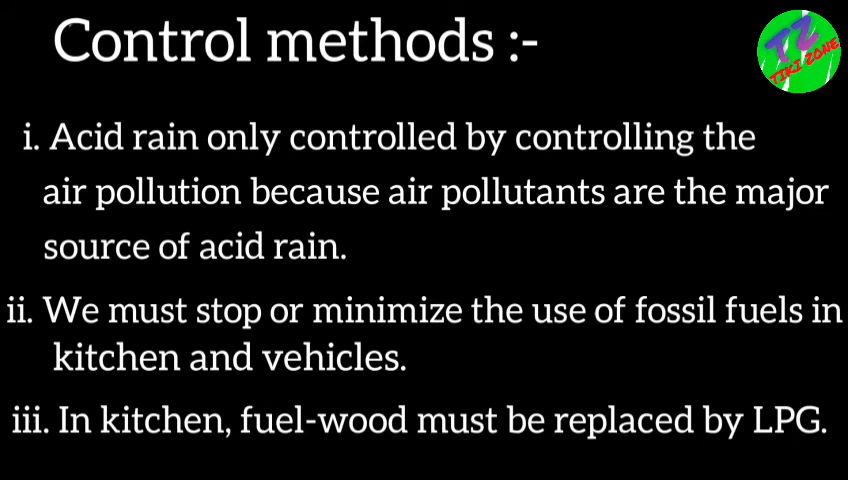 Control methods :-
TZ
TIKI ZONE
i. Acid rain only controlled by controlling the
air pollution because air pollutants are the major
source of acid rain.
ii. We must stop or minimize the use of fossil fuels in
kitchen and vehicles.
iii. In kitchen, fuel-wood must be replaced by LPG.